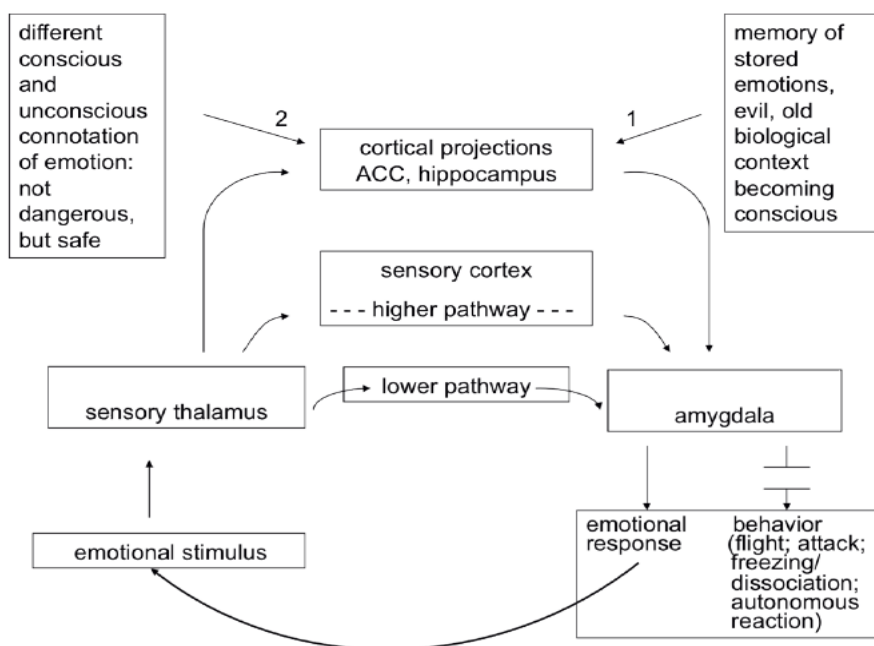 different
conscious
and
unconscious
connotation
of emotion:
not
dangerous,
but safe
2
cortical projections
ACC, hippocampus
1
memory of
stored
emotions,
evil, old
biological
context
becoming
conscious
sensory cortex
--- higher pathway ---
lower pathway
sensory thalamus
amygdala
emotional stimulus
emotional
response
behavior
(flight; attack;
freezing/
dissociation;
autonomous
reaction)